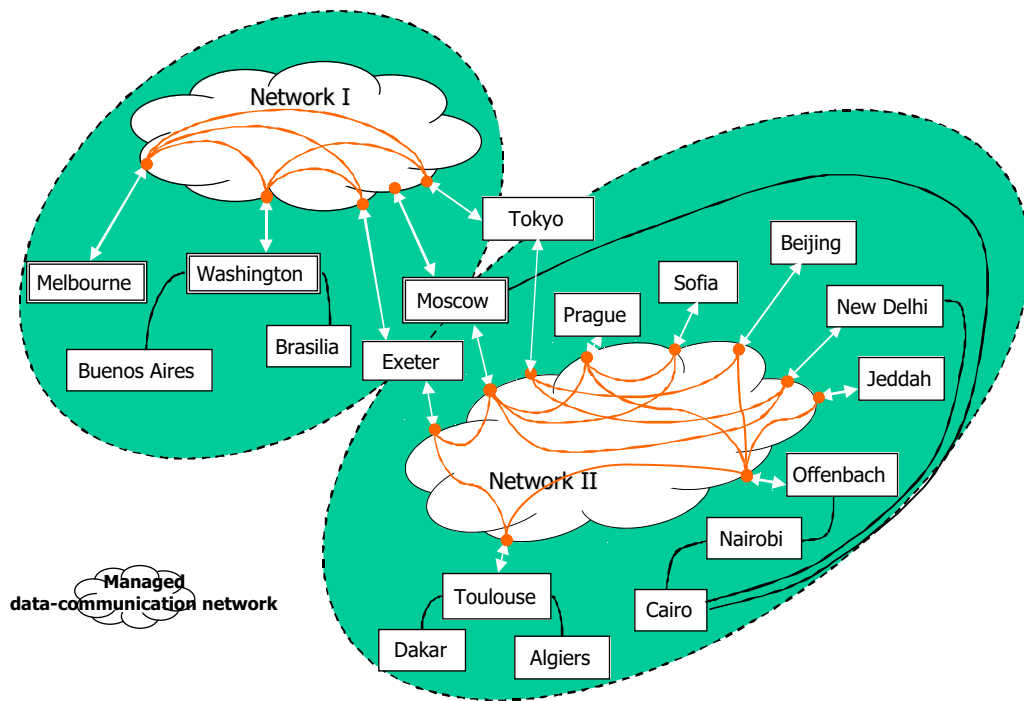 Network I
Tokyo
Beijing
Melbourne
Washington
Moscow
Sofia
Prague
New Delhi
Brasilia
Buenos Aires
Exeter
Jeddah
Network II
Offenbach
Nairobi
Managed
data-communication network
Toulouse
Cairo
Dakar
Algiers